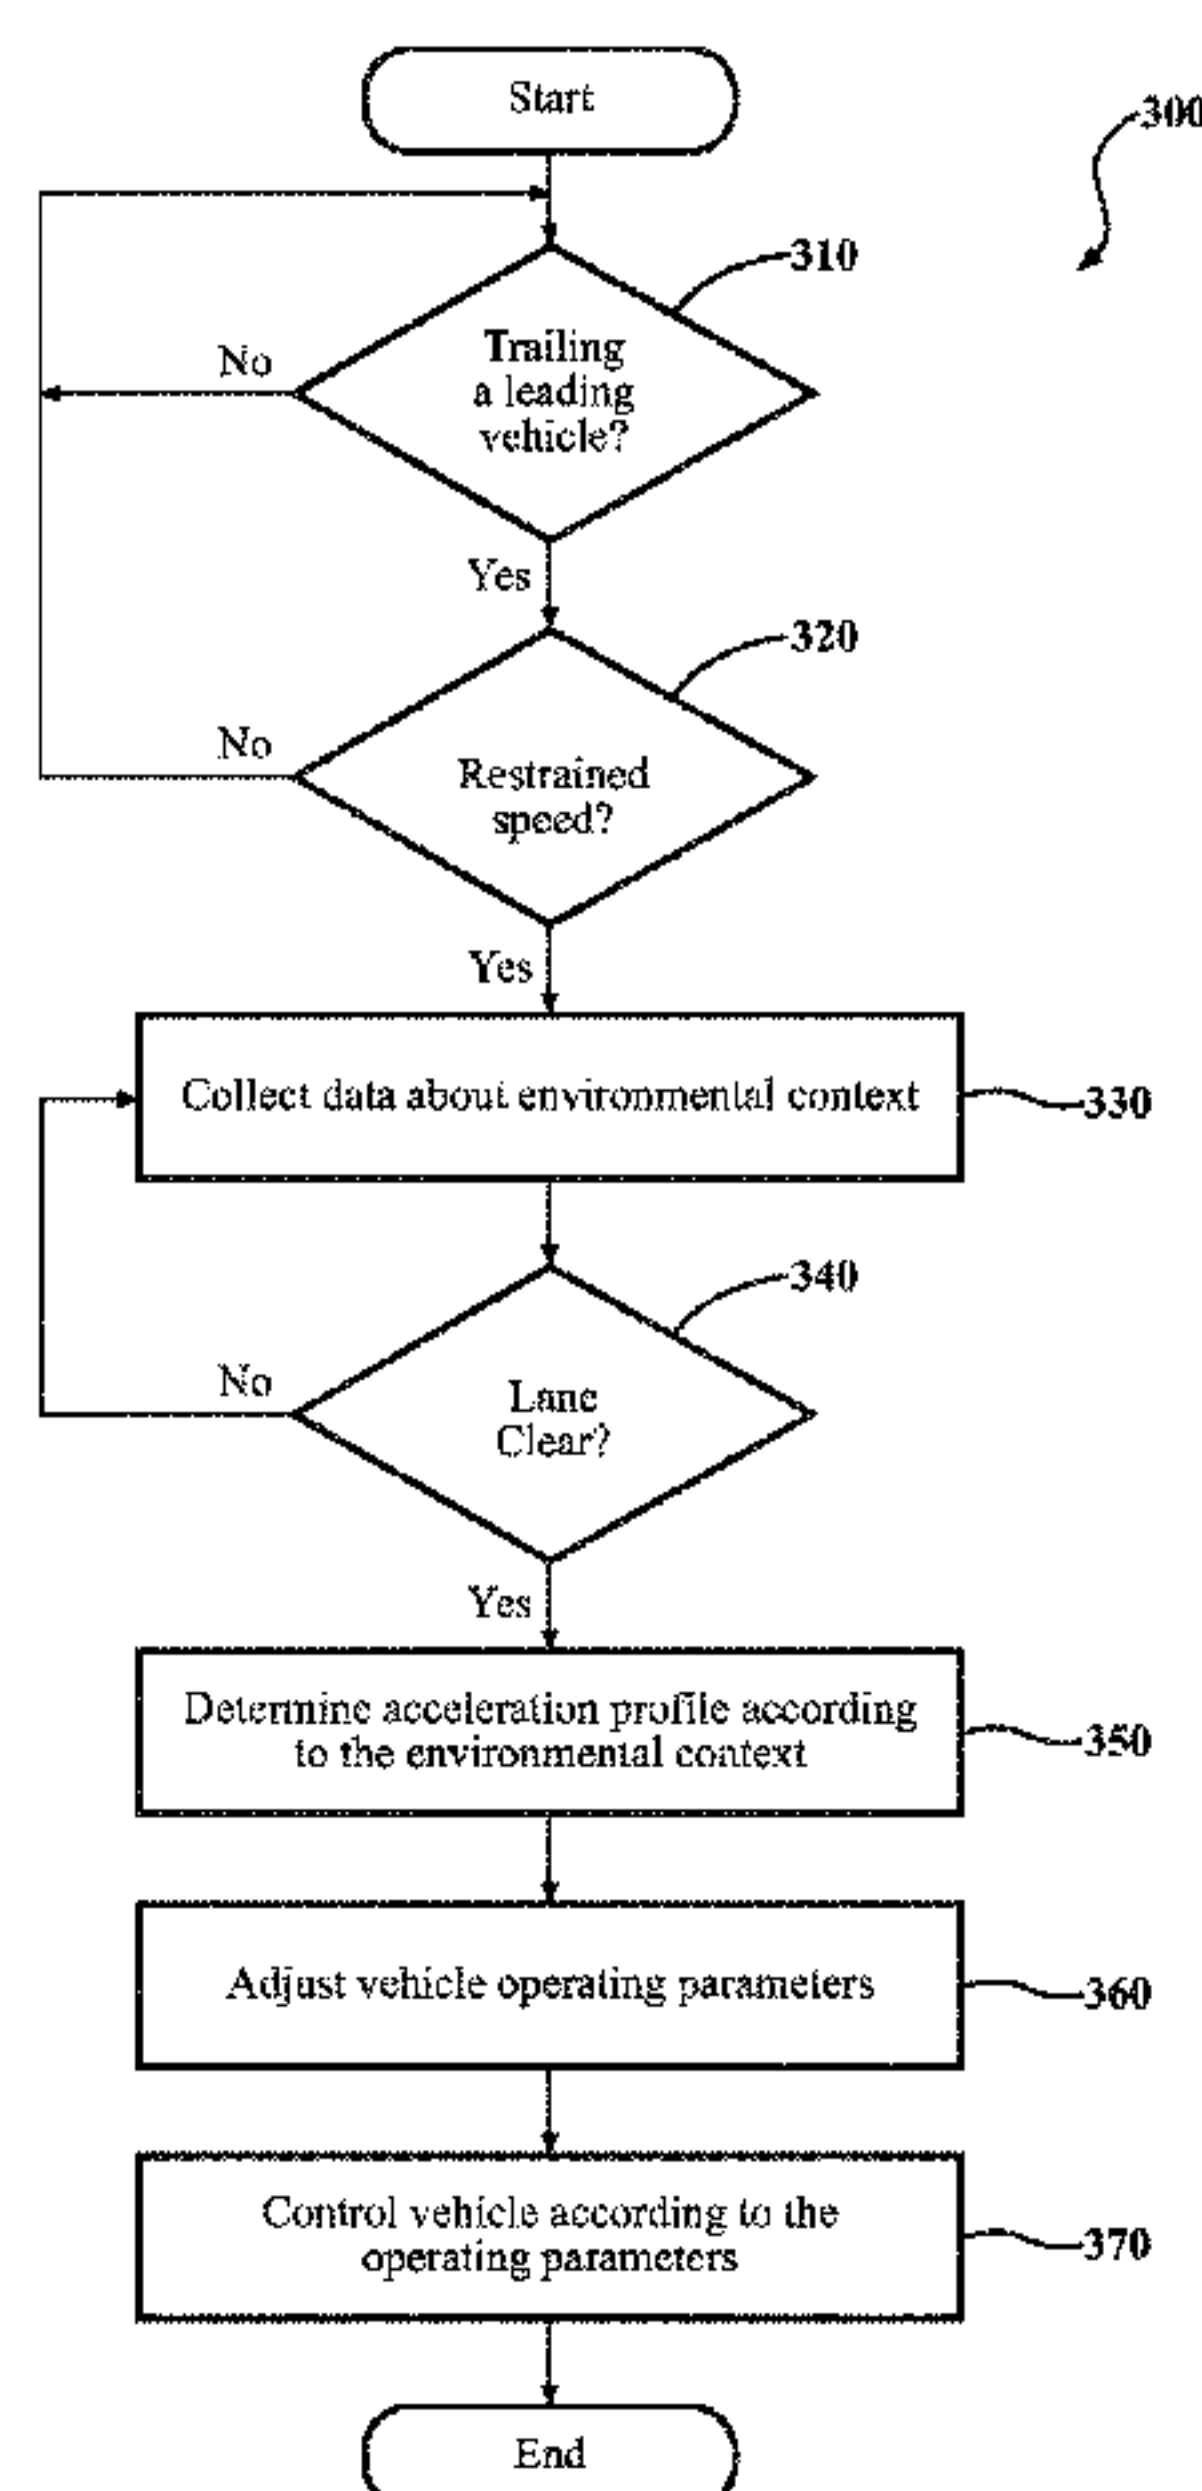 Start
300
310
Trailing
a leading
vehicle?
No
Yes
320
No
Restrained
speed?
Yes
Collect data about environmental context
330
340
No
Lane
Clear?
Yes
Determine acceleration profile according
to the environmental context
350
Adjust vehicle operating parameters
360
Control vehicle according to the
operating parameters
370
End